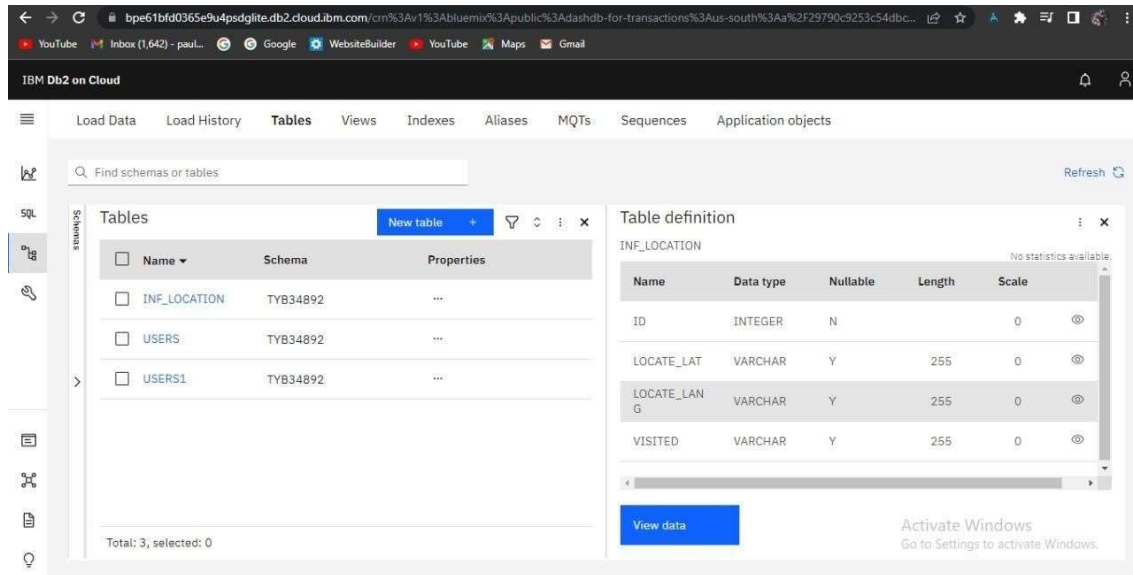 bpe61bfd0365e9u4psdglite.db2.cloud.ibm.com/crn%3Av1%3Abluemix%3Apublic%3Adashdb-for-transactions%3Aus-south%3Aa%2F29790c9253c54dbc...
YouTube Inbox (1,642) - paul... Google WebsiteBuilder YouTube Maps Gmail
IBM Db2 on Cloud
Load Data Load History Tables Views Indexes Aliases MQTs Sequences Application objects
Find schemas or tables Refresh
SQL
Schemas
Tables New table +
Name Schema Properties
INF_LOCATION TYB34892 ...
USERS TYB34892 ...
USERS1 TYB34892 ...
Total: 3, selected: 0
Table definition
INF_LOCATION
No statistics available.
Name Data type Nullable Length Scale
ID INTEGER N 0
LOCATE_LAT VARCHAR Y 255 0
LOCATE_LAN
G VARCHAR Y 255 0
VISITED VARCHAR Y 255 0
View data
Activate Windows
Go to Settings to activate Windows.